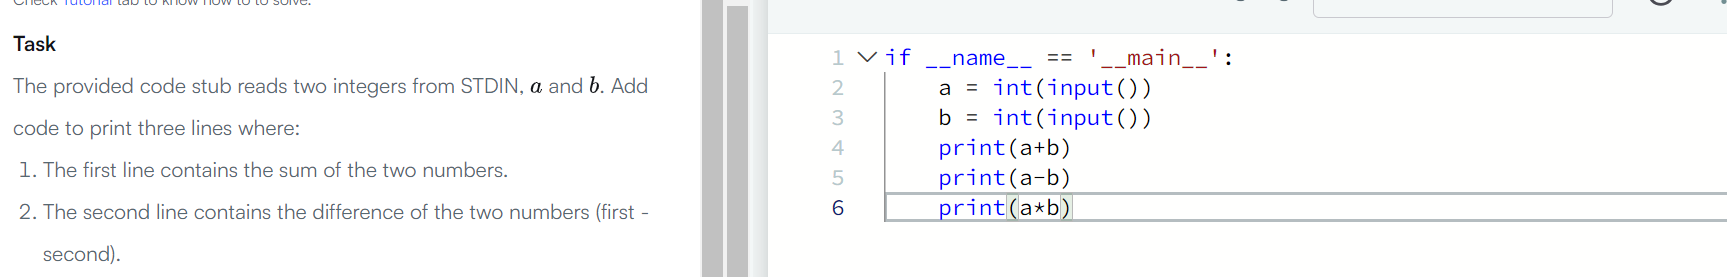 Check Tutorial tab to know how to to solve.
Task
The provided code stub reads two integers from STDIN, a and b. Add
code to print three lines where:
1. The first line contains the sum of the two numbers.
2. The second line contains the difference of the two numbers (first -
second).
1 if __name__ == '__main__':
2 a = int(input())
3 b = int(input())
4 print(a+b)
5 print(a-b)
6 print(a*b)